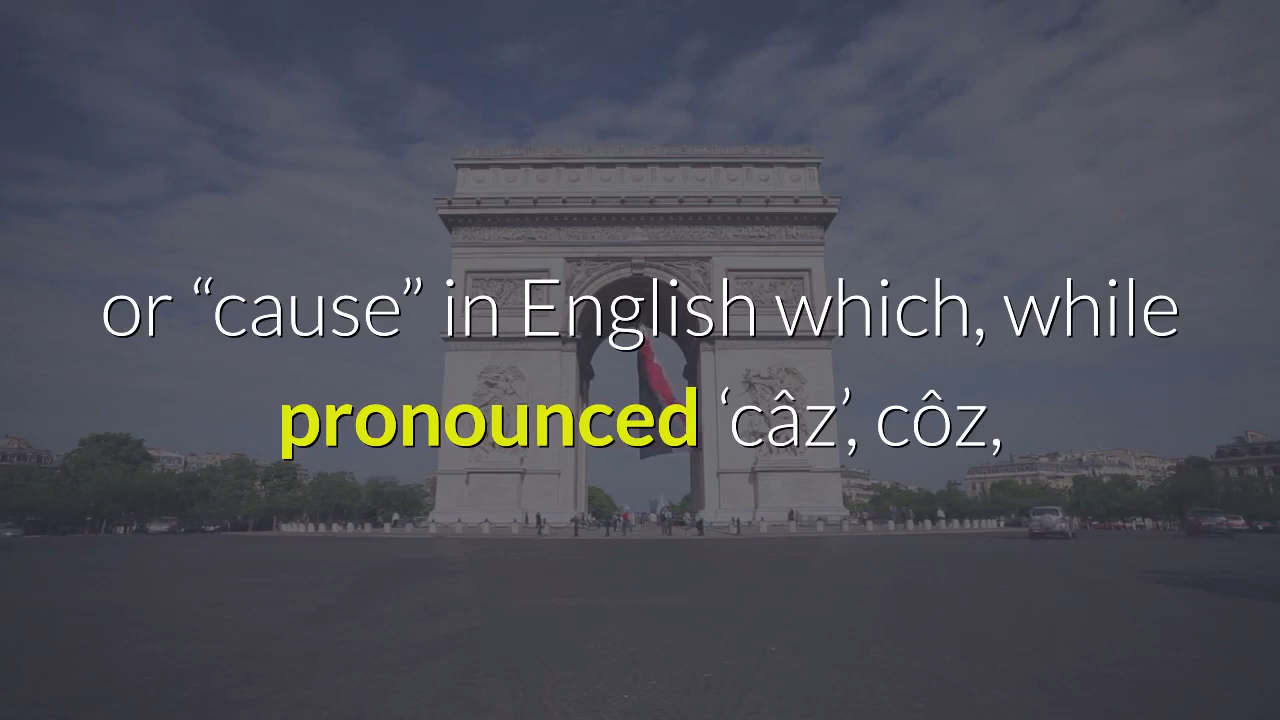 or “cause” in English which, while
pronounced ‘câz’, côz,